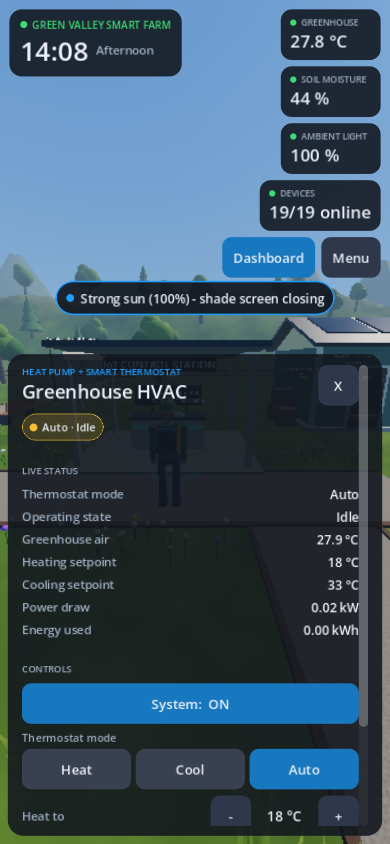 GREEN VALLEY SMART FARM
14:08 Afternoon
GREENHOUSE
27.8 °C
SOIL MOISTURE
44 %
AMBIENT LIGHT
100 %
DEVICES
19/19 online
Dashboard Menu
Strong sun (100%) - shade screen closing
HEAT PUMP + SMART THERMOSTAT
Greenhouse HVAC
X
Auto · Idle
LIVE STATUS
Thermostat mode Auto
Operating state Idle
Greenhouse air 27.9 °C
Heating setpoint 18 °C
Cooling setpoint 33 °C
Power draw 0.02 kW
Energy used 0.00 kWh
CONTROLS
System: ON
Thermostat mode
Heat Cool Auto
Heat to - 18 °C +